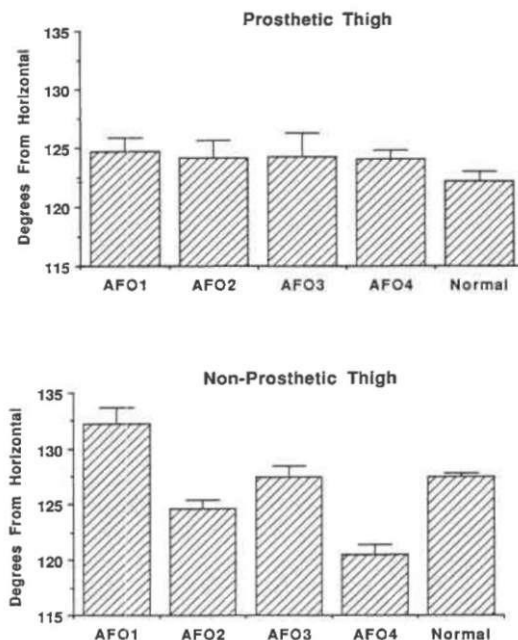 Prosthetic Thigh
Degrees From Horizontal
135
130
125
120
115
AFO1 AFO2 AFO3 AFO4 Normal
Non-Prosthetic Thigh
Degrees From Horizontal
135
130
125
120
115
AFO1 AFO2 AFO3 AFO4 Normal